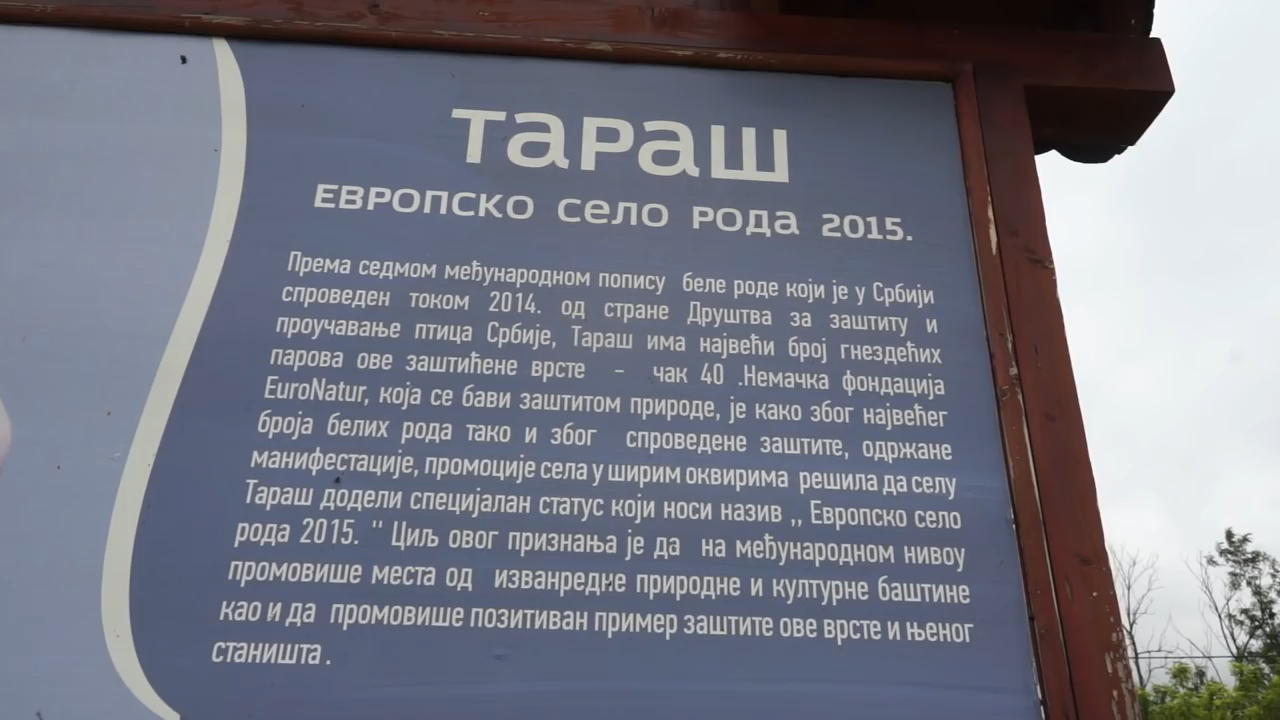 Тараш
Европско село рода 2015.
Према седмом међународном попису беле роде који је у Србији
спроведен током 2014. од стране Друштва за заштиту и
проучавање птица Србије, Тараш има највећи број гнездећих
парова ове заштићене врсте - чак 40 .Немачка фондација
EuroNatur, која се бави заштитом природе, је како због највећег
броја белих рода тако и због спроведене заштите, одржане
манифестације, промоције села у ширим оквирима решила да селу
Тараш додели специјалан статус који носи назив ,, Европско село
рода 2015. '' Циљ овог признања је да на међународном нивоу
промовише места од изванредне природне и културне баштине
као и да промовише позитиван пример заштите ове врсте и њеног
станишта.